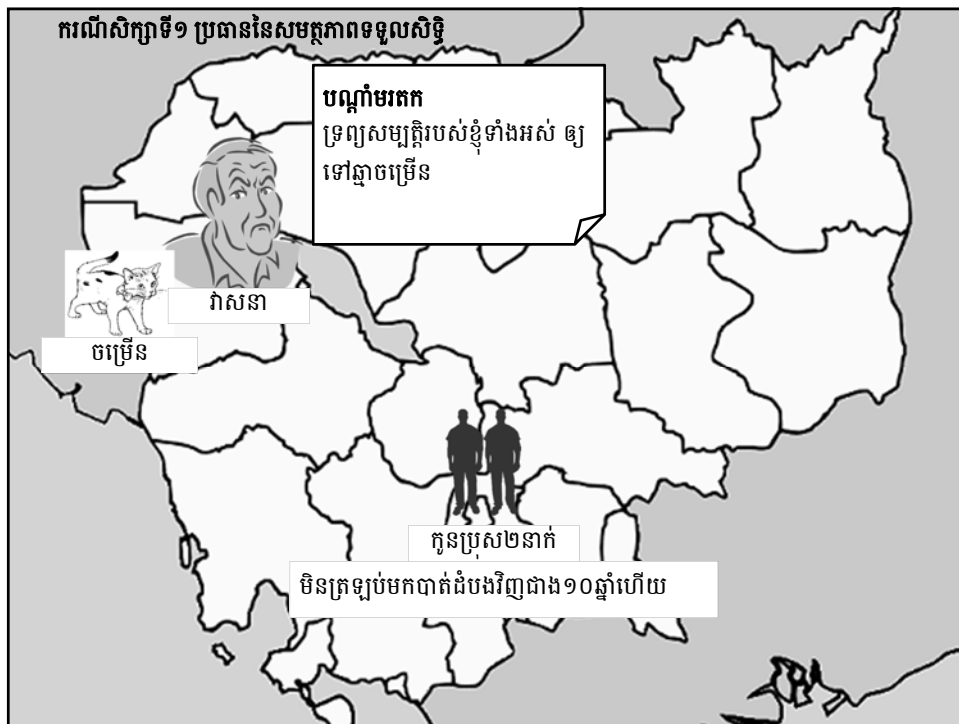 ករណីសិក្សាទី១ ប្រធាននៃសមត្ថភាពទទួលសិទ្ធិ
បណ្តាំមរតក
ទ្រព្យសម្បត្តិរបស់ខ្ញុំទាំងអស់ ឲ្យ
ទៅឆ្មាចម្រើន
វាសនា
ចម្រើន
កូនប្រុស២នាក់
មិនត្រឡប់មកបាត់ដំបងវិញជាង១០ឆ្នាំហើយ